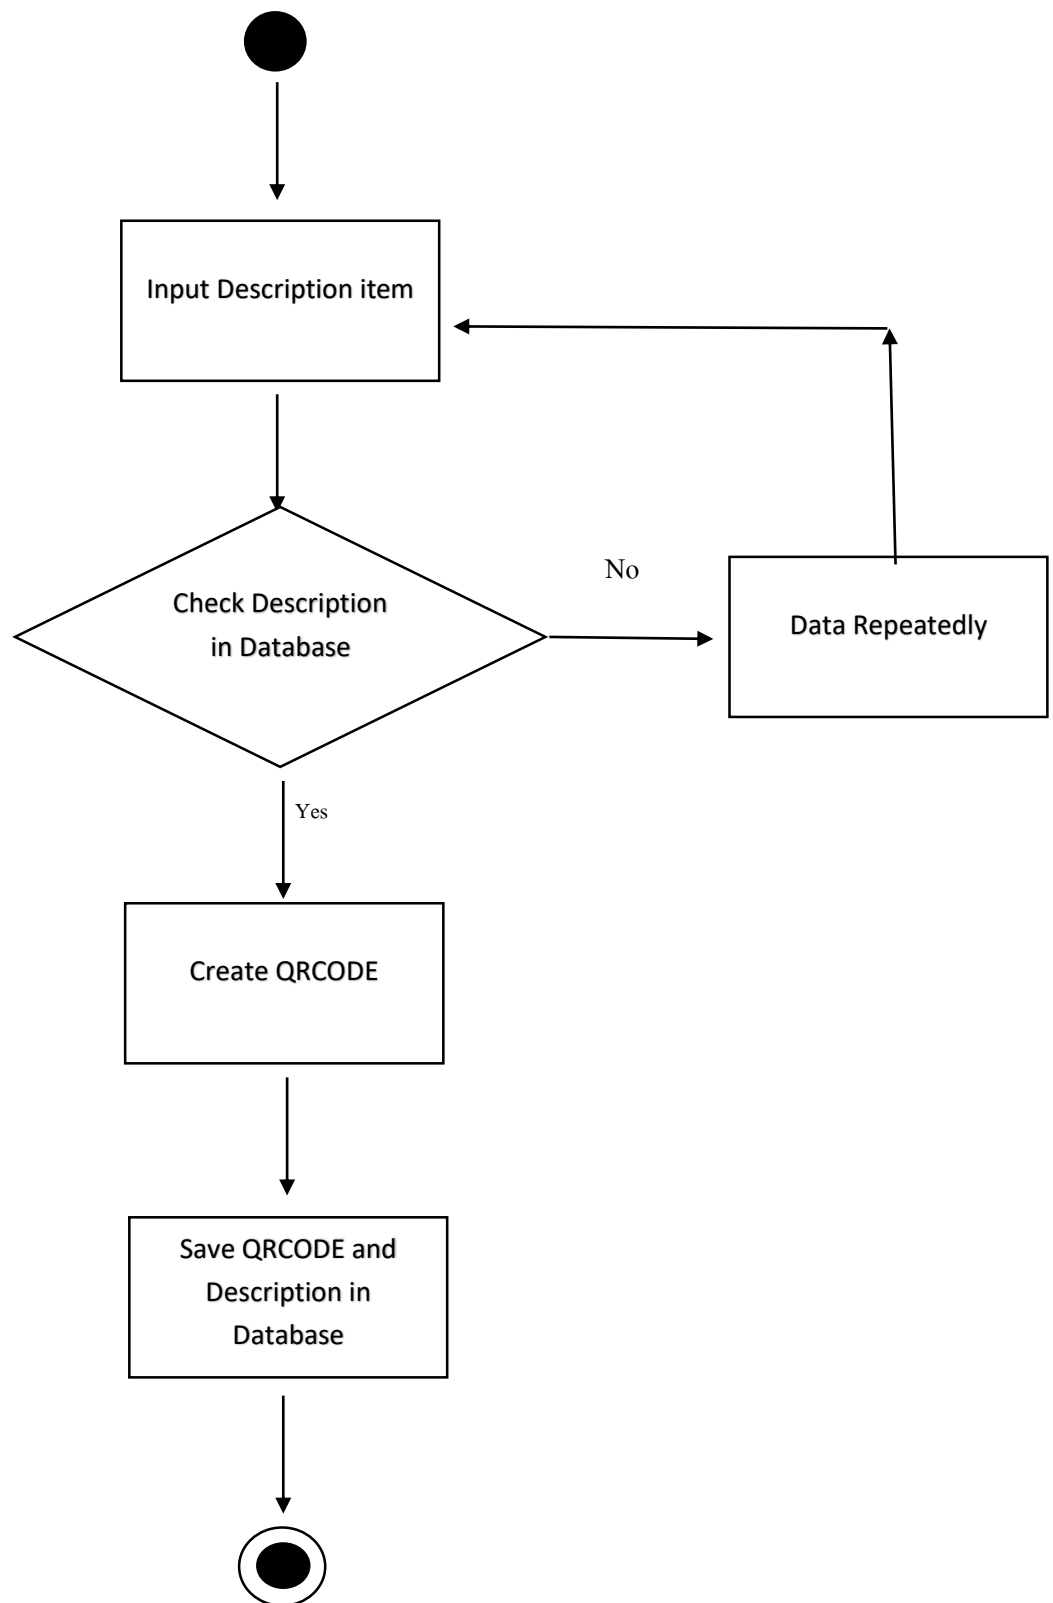 Input Description item
Check Description
in Database
No
Data Repeatedly
Yes
Create QRCODE
Save QRCODE and
Description in
Database